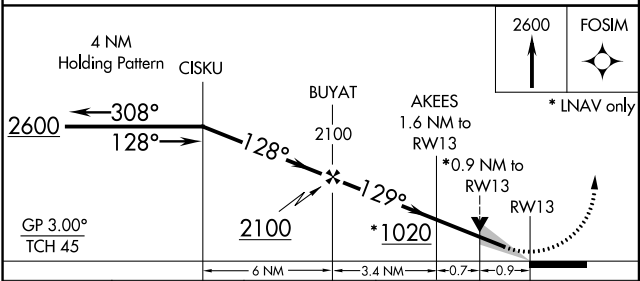 4 NM
Holding Pattern
CISKU
2600
FOSIM
* LNAV only
BUYAT
2100
AKEES
1.6 NM to
RW13
*0.9 NM to
RW13
RW13
2600
308°
128°
128°
129°
2100
*1020
GP 3.00°
TCH 45
6 NM
3.4 NM
0.7
0.9